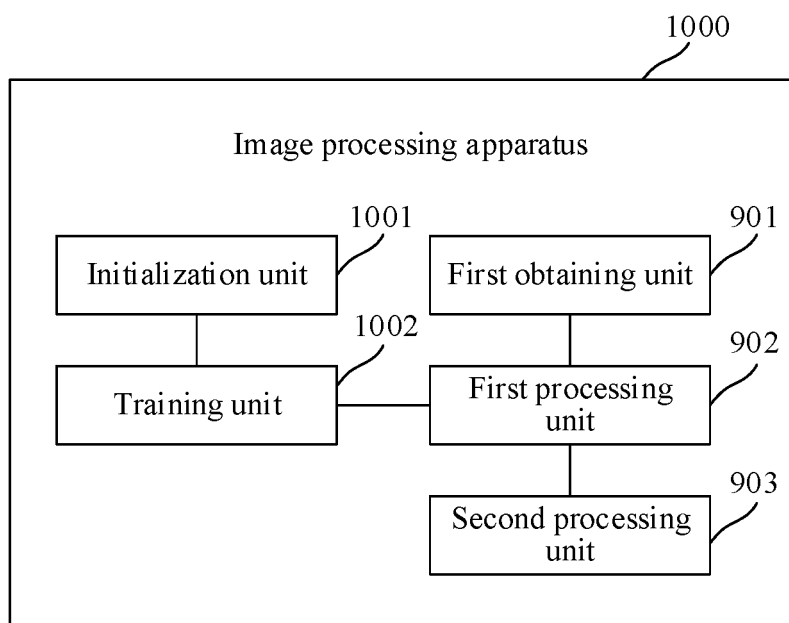 1000
Image processing apparatus
1001
Initialization unit
901
First obtaining unit
1002
Training unit
902
First processing
unit
903
Second processing
unit